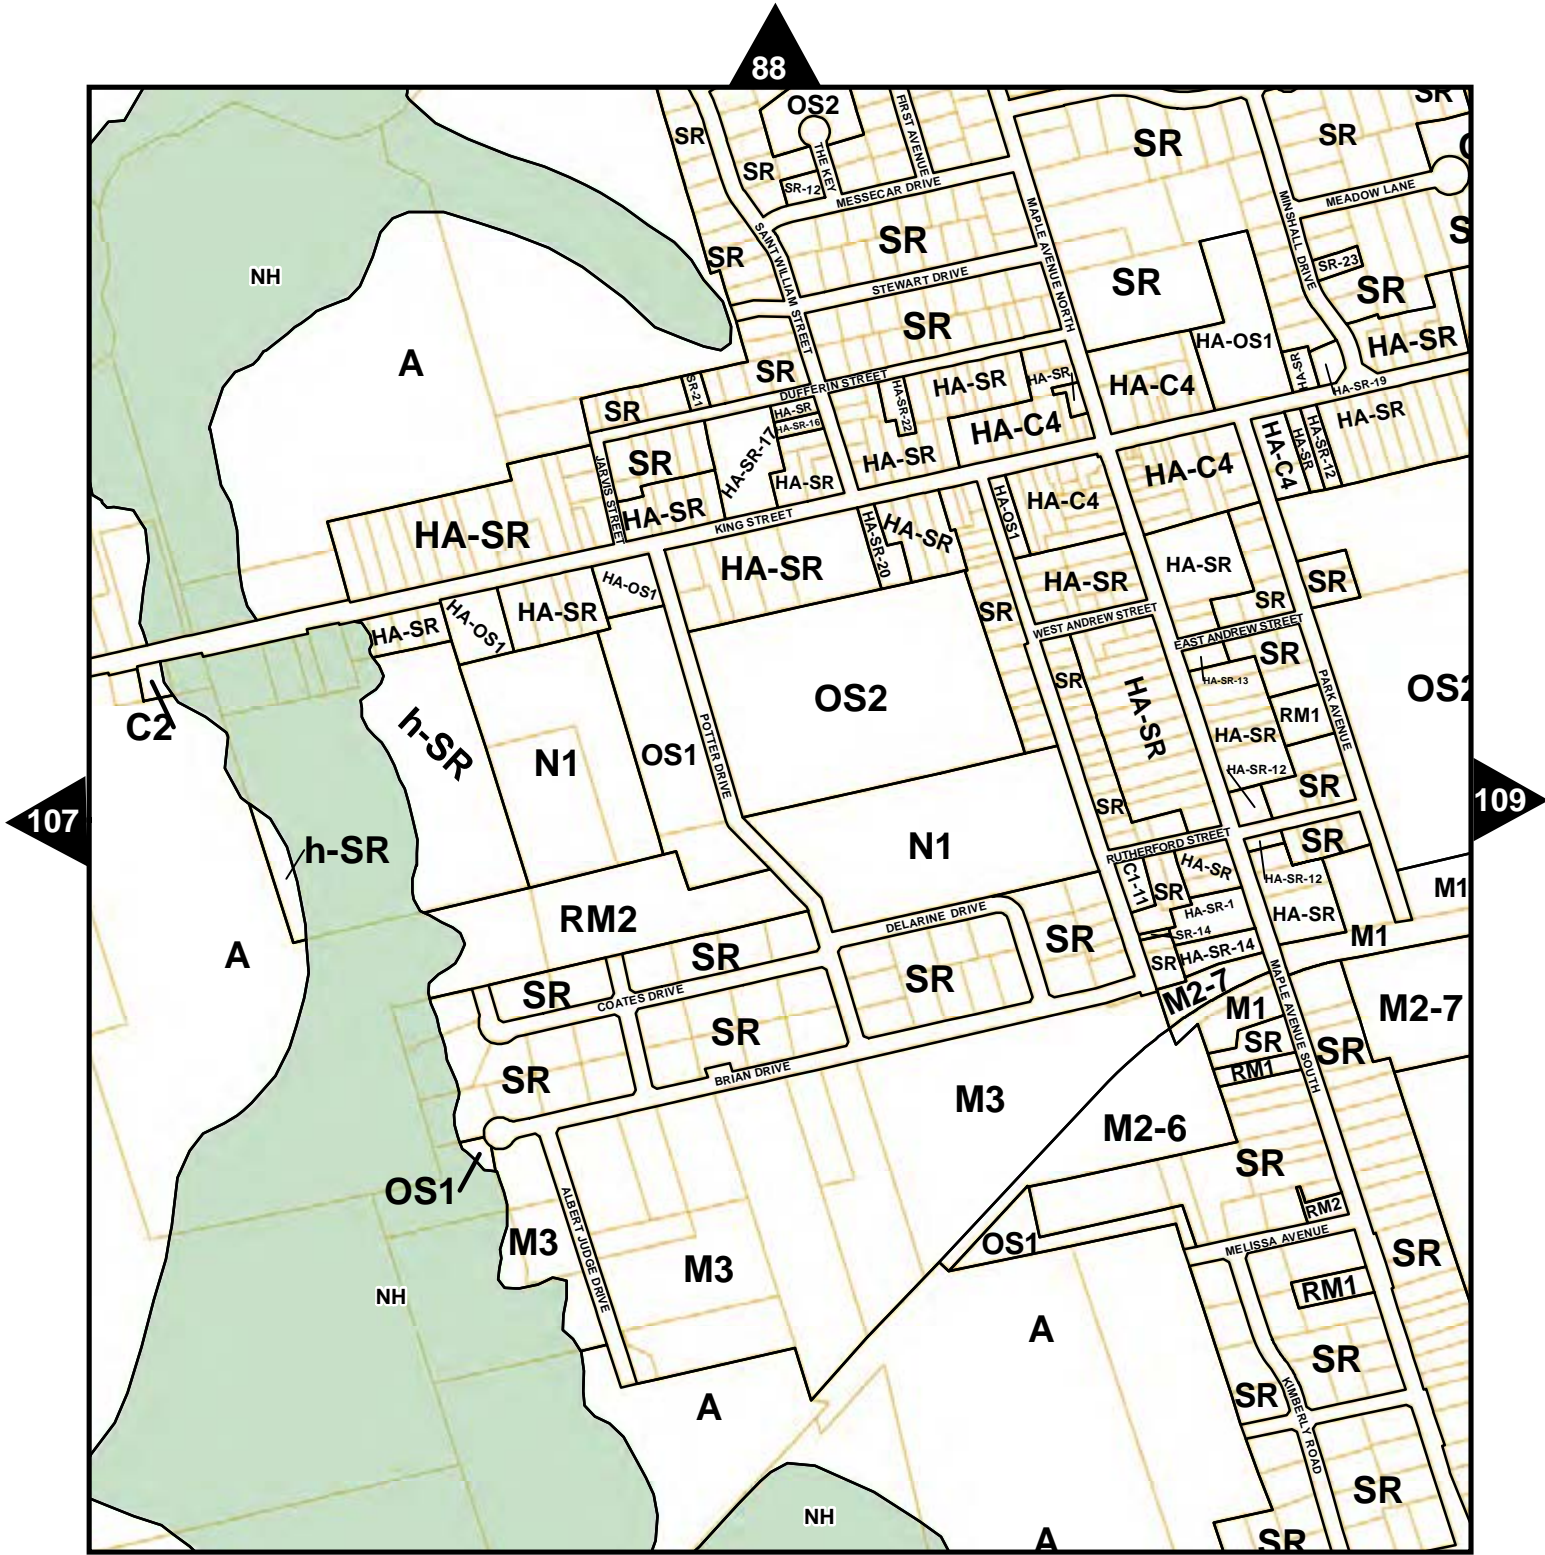 88
OS2
SR
FIRST AVENUE
SR
SR
SR
SR
THE KEY
SR
SR-12
MESSECAR DRIVE
MEADOW LANE
MINSHALL DRIVE
MAPLE AVENUE NORTH
SAINT WILLIAM STREET
SR
SR
SR-23
NH
STEWART DRIVE
SR
SR
SR
HA-OS1
HA-SR
A
SR
DUFFERIN STREET
SR-21
HA-SR
HA-SR
HA-C4
HA-SR
HA-SR-19
SR
HA-SR
HA-SR-16
HA-SR-22
HA-C4
HA-SR
HA-SR-17
HA-SR
HA-C4
HA-SR
HA-SR-12
SR
JARVIS STREET
HA-SR
HA-C4
HA-SR
HA-SR
KING STREET
HA-OS1
HA-C4
HA-SR
HA-SR-20
HA-SR
HA-SR
HA-SR
HA-OS1
HA-SR
SR
HA-SR
HA-OS1
HA-SR
SR
SR
WEST ANDREW STREET
EAST ANDREW STREET
SR
HA-SR-13
SR
HA-SR
PARK AVENUE
C2
h-SR
N1
OS1
POTTER DRIVE
OS2
RM1
HA-SR
OS2
HA-SR-12
SR
SR
107
109
h-SR
N1
RUTHERFORD STREET
SR
C1-11
SR
HA-SR
HA-SR-12
M1
RM2
DELARINE DRIVE
HA-SR-1
HA-SR
SR-14
M1
A
SR
SR
SR
HA-SR-14
SR
COATES DRIVE
SR
M2-7
MAPLE AVENUE SOUTH
M1
M2-7
SR
SR
SR
SR
BRIAN DRIVE
RM1
M3
M2-6
SR
OS1
ALBERT JUDGE DRIVE
M3
RM2
OS1
MELISSA AVENUE
SR
M3
RM1
NH
A
SR
SR
KIMBERLY ROAD
A
SR
NH
A
SR